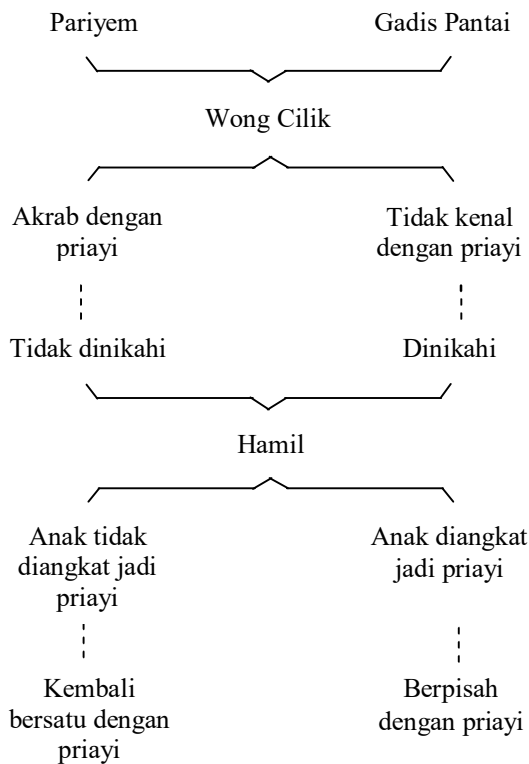 Pariyem
Gadis Pantai
Wong Cilik
Akrab dengan
priayi
Tidak kenal
dengan priayi
Tidak dinikahi
Dinikahi
Hamil
Anak tidak
diangkat jadi
priayi
Anak diangkat
jadi priayi
Kembali
bersatu dengan
priayi
Berpisah
dengan priayi